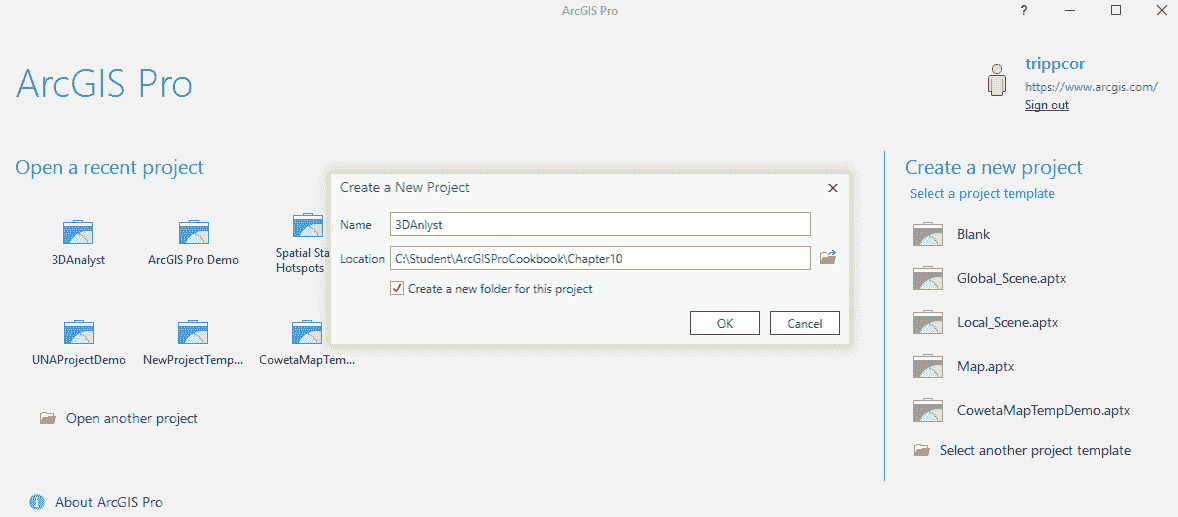 ArcGIS Pro
?
ArcGIS Pro
trippcor
https://www.arcgis.com/
Sign out
Open a recent project
3DAnalyst
ArcGIS Pro Demo
Spatial Sta
Hotspots
UNAProjectDemo
NewProjectTemp...
CowetaMapTem...
Open another project
About ArcGIS Pro
Create a New Project
Name
3DAnlyst
Location
C:\Student\ArcGISProCookbook\Chapter10
Create a new folder for this project
OK
Cancel
Create a new project
Select a project template
Blank
Global_Scene.aptx
Local_Scene.aptx
Map.aptx
CowetaMapTempDemo.aptx
Select another project template